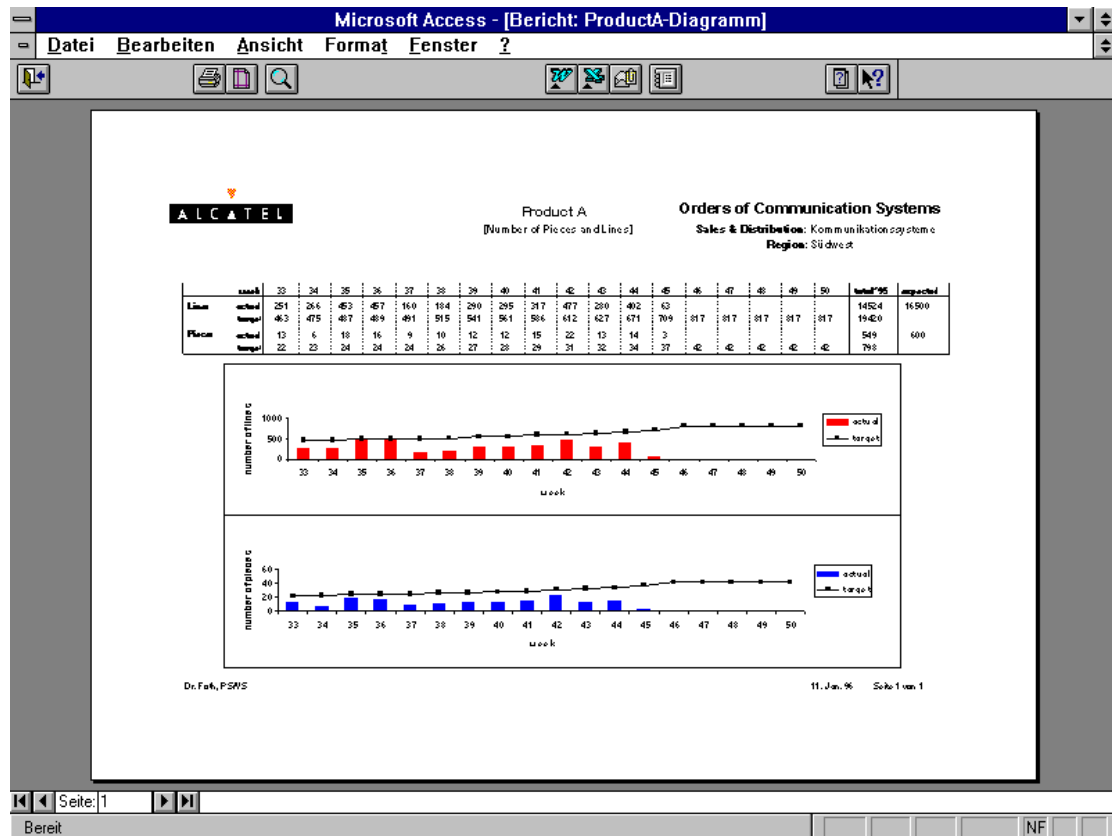 Microsoft Access - [Bericht: ProductA-Diagramm]
Datei Bearbeiten Ansicht Format Fenster ?
ALCATEL
Product A
[Number of Pieces and Lines]
Orders of Communication Systems
Sales & Distribution: Kommunikationssysteme
Region: Südwest
week 33 34 35 36 37 38 39 40 41 42 43 44 45 46 47 48 49 50 total'95 expected
Lines actual 251 266 453 457 160 184 290 295 317 477 280 402 63 14524 16500
target 463 475 487 489 491 515 541 561 586 612 627 671 709 817 817 817 817 817 19420
Pieces actual 13 6 18 16 9 10 12 12 15 22 13 14 3 549 600
target 22 23 24 24 24 26 27 28 29 31 32 34 37 42 42 42 42 42 798
number of lines
1000
500
0
33 34 35 36 37 38 39 40 41 42 43 44 45 46 47 48 49 50
week
actual
target
number of pieces
60
40
20
0
33 34 35 36 37 38 39 40 41 42 43 44 45 46 47 48 49 50
week
actual
target
Dr. Fath, PSWS
11. Jan. 96 Seite 1 von 1
Seite: 1
Bereit
NF